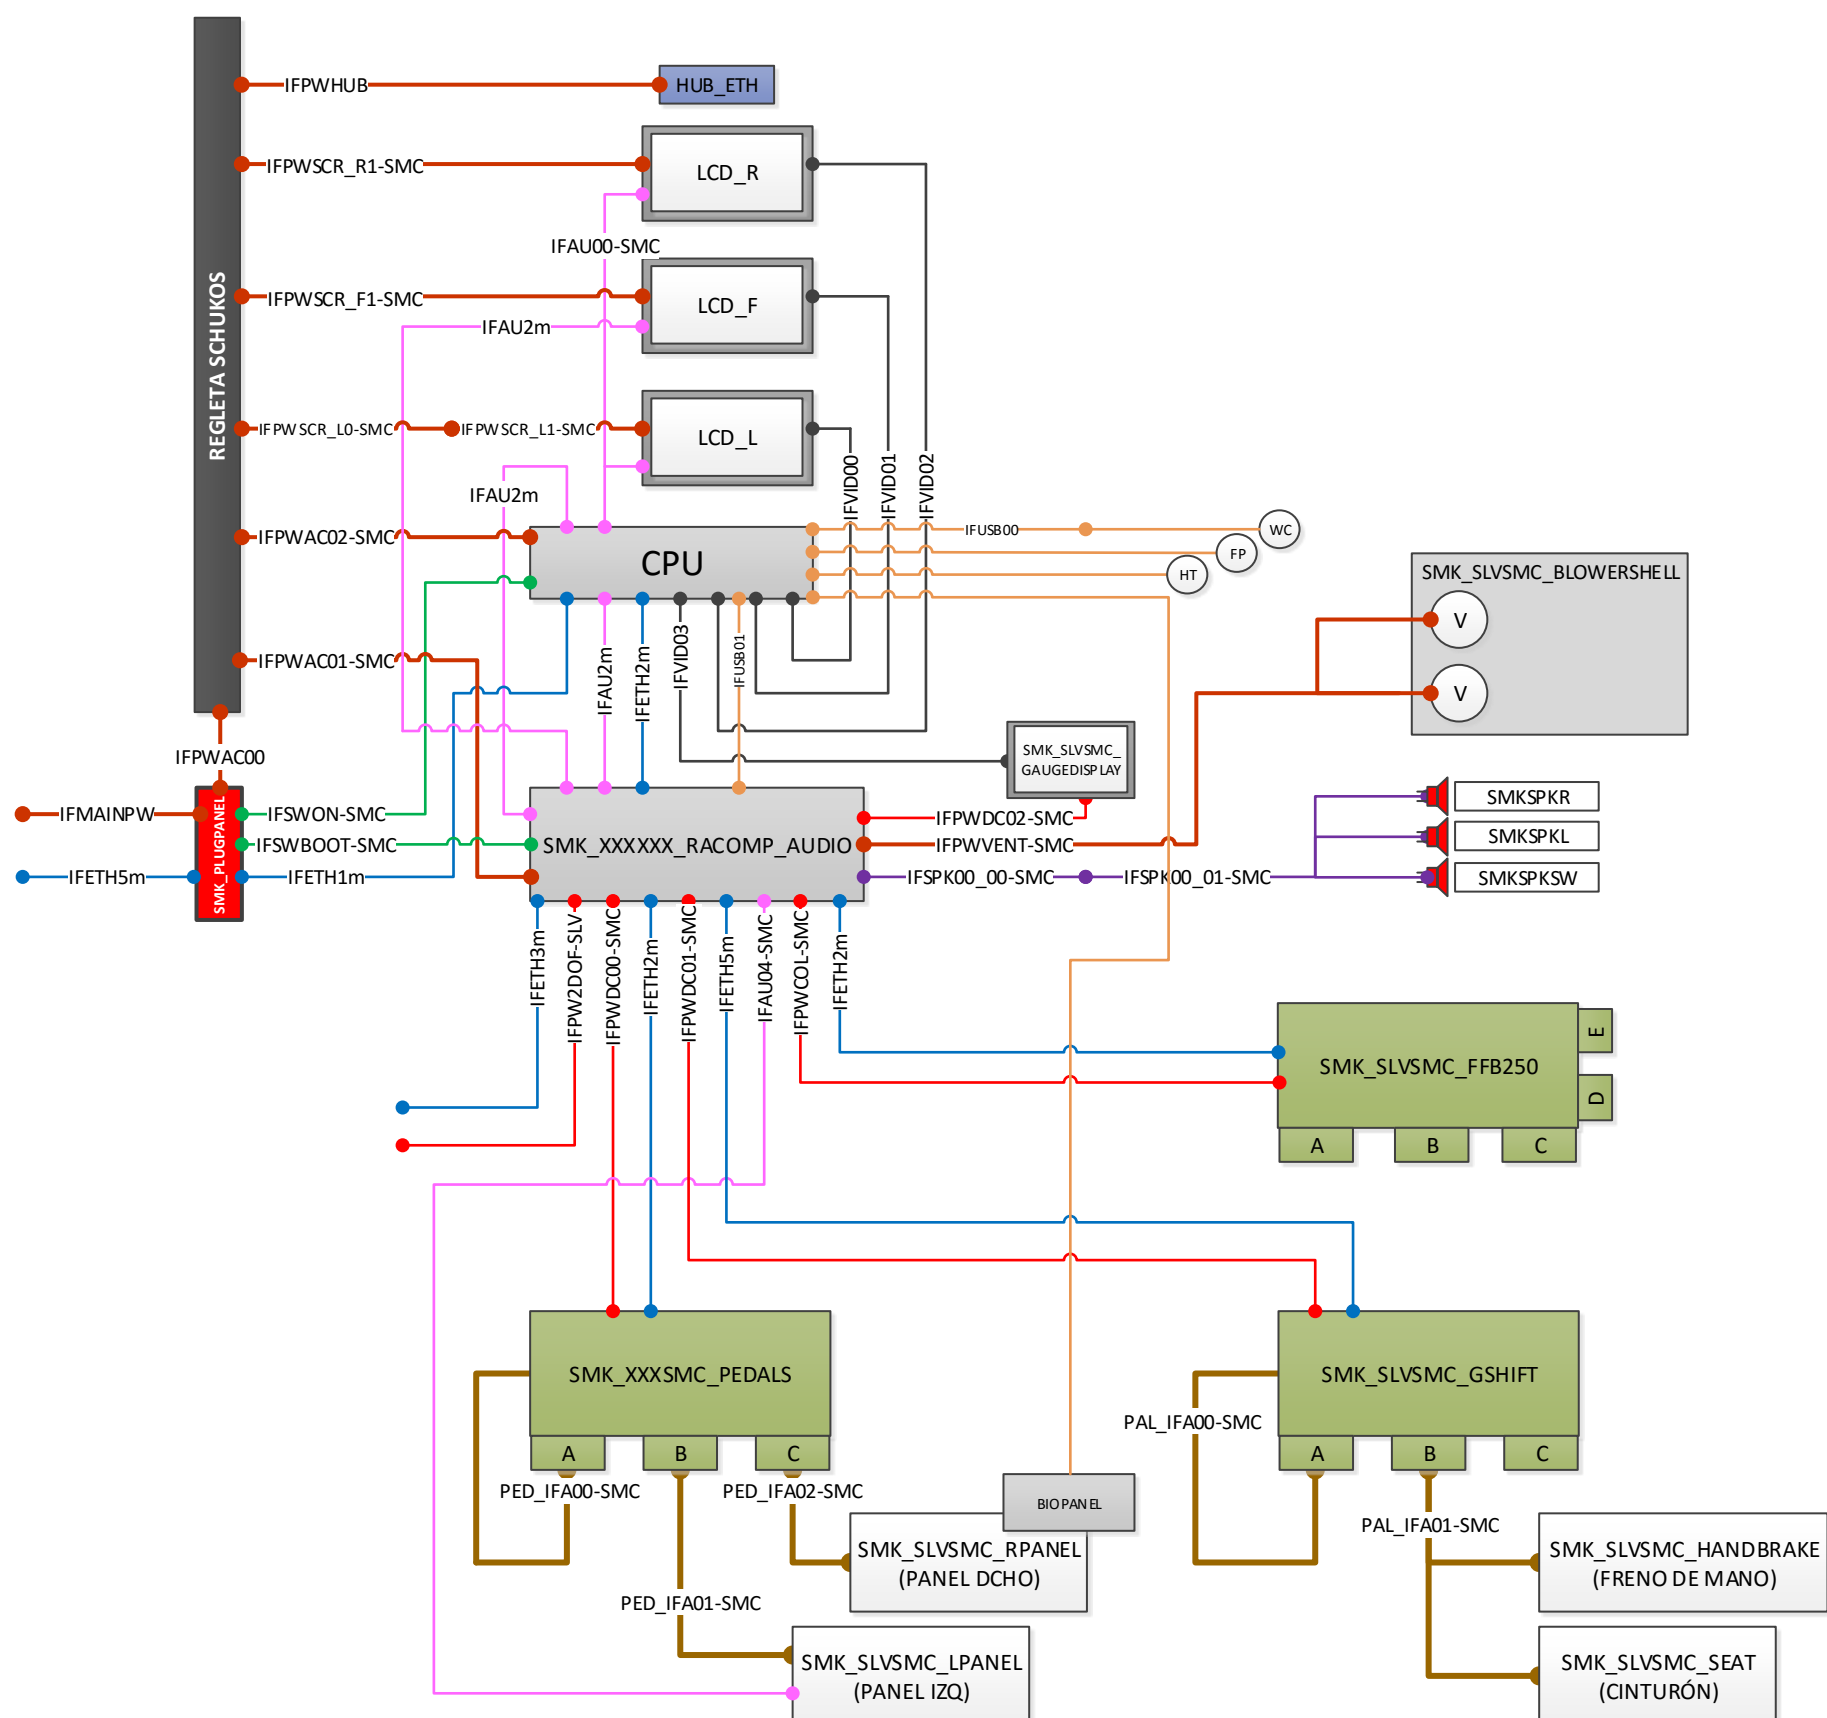 IFPWHUB
HUB_ETH
IFPWSCR_R1-SMC
LCD_R
IFAU00-SMC
REGLETA SCHUKOS
IFPWSCR_F1-SMC
LCD_F
IFAU2m
IFPWSCR_L0-SMC
IFPWSCR_L1-SMC
LCD_L
IFVID00
IFVID01
IFVID02
IFAU2m
IFPWAC02-SMC
CPU
IFUSB00
WC
FP
HT
SMK_SLVSMC_BLOWERSHELL
V
V
IFPWAC01-SMC
IFAU2m
IFETH2m
IFVID03
IFUSB01
IFPWAC00
SMK_SLVSMC_
GAUGEDISPLAY
IFMAINPW
SMK_PLUGPANEL
IFSWON-SMC
IFSWBOOT-SMC
IFETH5m
IFETH1m
SMK_XXXXXX_RACOMP_AUDIO
IFPWDC02-SMC
IFPWVENT-SMC
IFSPK00_00-SMC
IFSPK00_01-SMC
SMKSPKR
SMKSPKL
SMKSPKSW
IFETH3m
IFPW2DOF-SLV
IFPWDC00-SMC
IFETH2m
IFPWDC01-SMC
IFETH5m
IFAU04-SMC
IFPWCOL-SMC
IFETH2m
SMK_SLVSMC_FFB250
E
D
A
B
C
SMK_XXXSMC_PEDALS
A
B
C
SMK_SLVSMC_GSHIFT
A
B
C
PAL_IFA00-SMC
PED_IFA00-SMC
PED_IFA02-SMC
BIOPANEL
PAL_IFA01-SMC
SMK_SLVSMC_RPANEL
(PANEL DCHO)
SMK_SLVSMC_HANDBRAKE
(FRENO DE MANO)
PED_IFA01-SMC
SMK_SLVSMC_LPANEL
(PANEL IZQ)
SMK_SLVSMC_SEAT
(CINTURÓN)